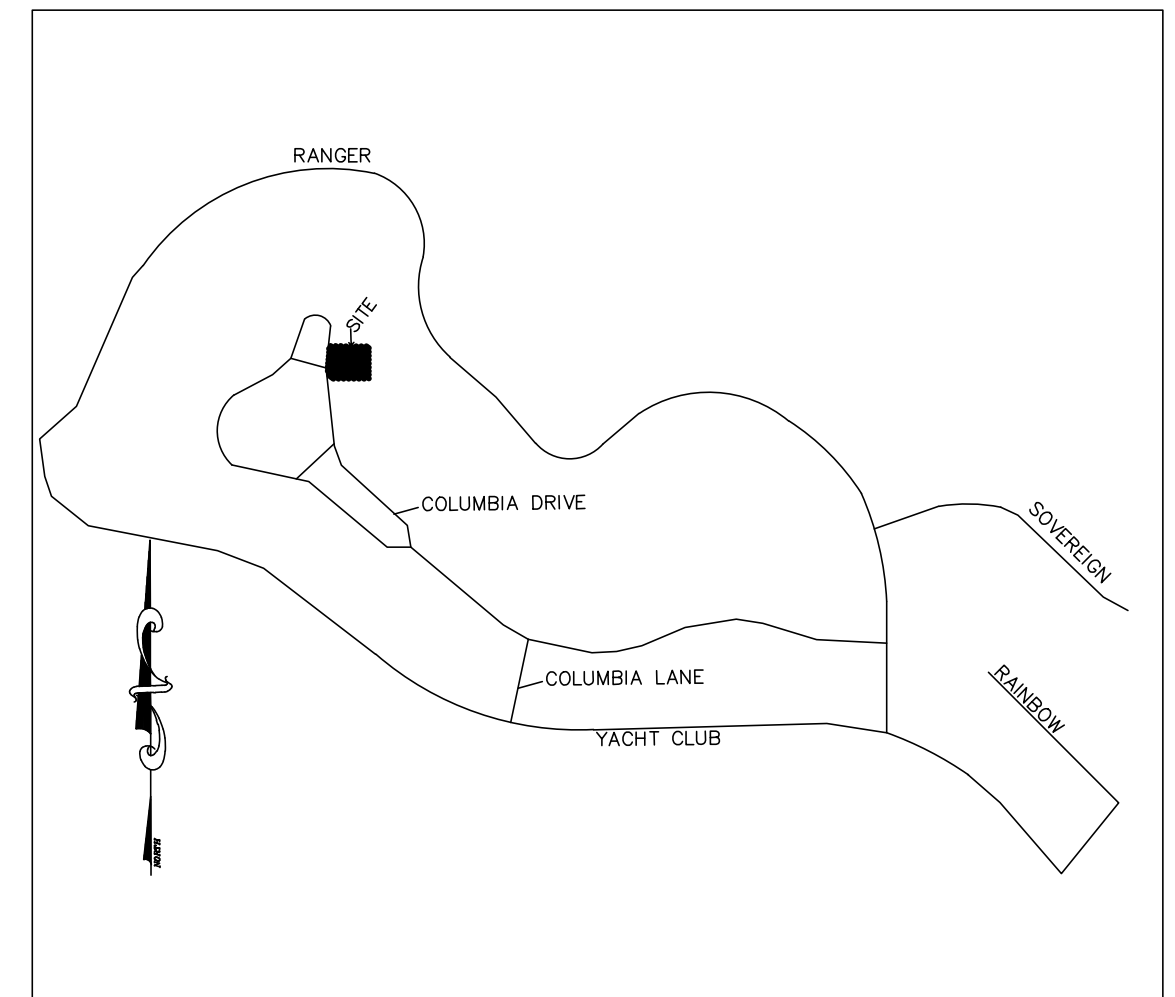 RANGER
SITE
COLUMBIA DRIVE
SOVEREIGN
COLUMBIA LANE
RAINBOW
YACHT CLUB
NORTH